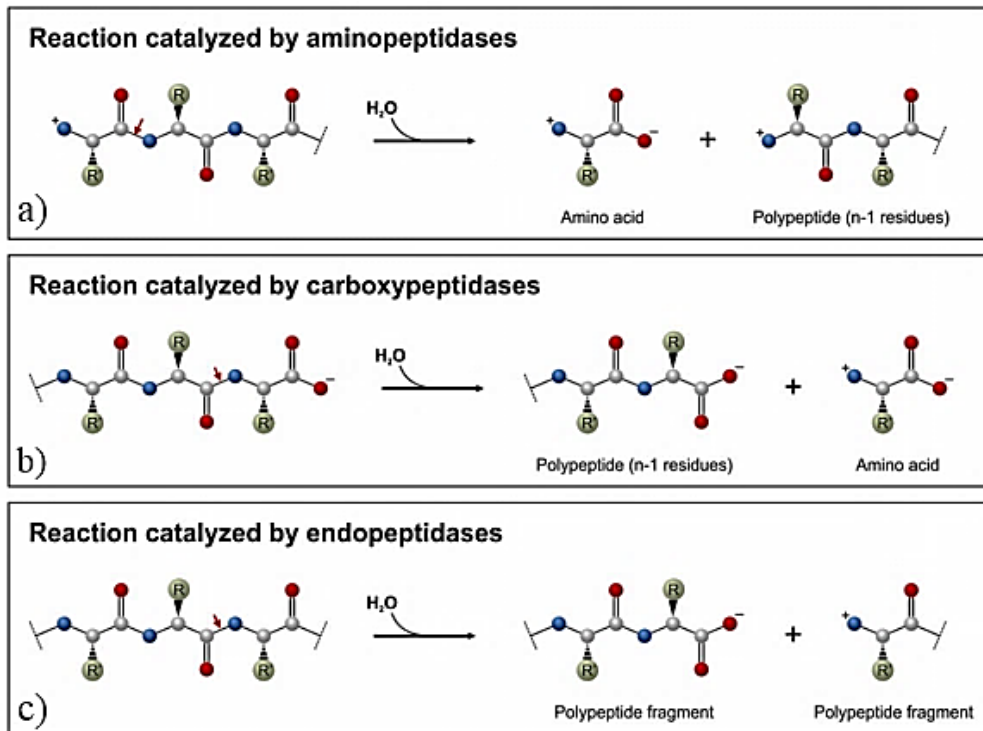 Reaction catalyzed by aminopeptidases
+ R H₂O + R
R' + − + R'
a) Amino acid Polypeptide (n-1 residues)
Reaction catalyzed by carboxypeptidases
R H₂O R − +
R' R' − R' + R' −
b) Polypeptide (n-1 residues) Amino acid
Reaction catalyzed by endopeptidases
R H₂O R − +
R' R' R' + R'
c) Polypeptide fragment Polypeptide fragment